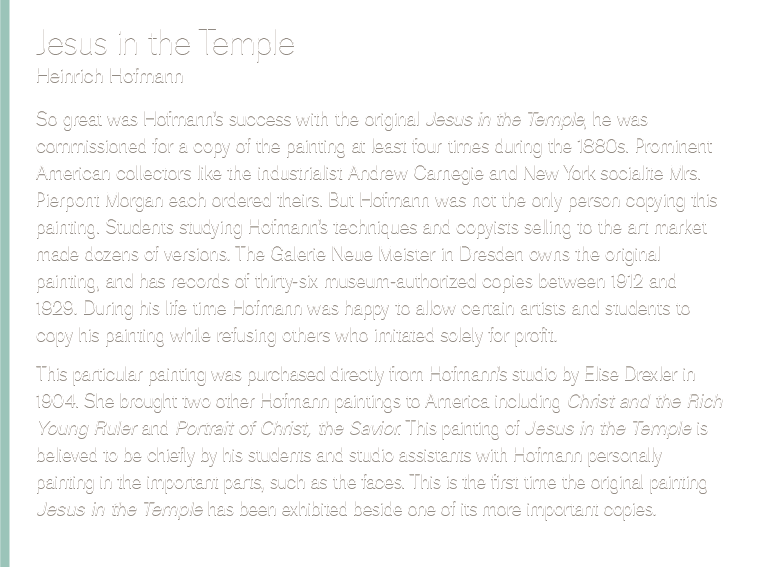 Jesus in the Temple
Heinrich Hofmann
So great was Hofmann's success with the original Jesus in the Temple, he was
commissioned for a copy of the painting at least four times during the 1880s. Prominent
American collectors like the industrialist Andrew Carnegie and New York socialite Mrs.
Pierpont Morgan each ordered theirs. But Hofmann was not the only person copying this
painting. Students studying Hofmann's techniques and copyists selling to the art market
made dozens of versions. The Galerie Neue Meister in Dresden owns the original
painting, and has records of thirty-six museum-authorized copies between 1912 and
1929. During his life time Hofmann was happy to allow certain artists and students to
copy his painting while refusing others who imitated solely for profit.
This particular painting was purchased directly from Hofmann's studio by Elise Drexler in
1904. She brought two other Hofmann paintings to America including Christ and the Rich
Young Ruler and Portrait of Christ, the Savior. This painting of Jesus in the Temple is
believed to be chiefly by his students and studio assistants with Hofmann personally
painting in the important parts, such as the faces. This is the first time the original painting
Jesus in the Temple has been exhibited beside one of its more important copies.